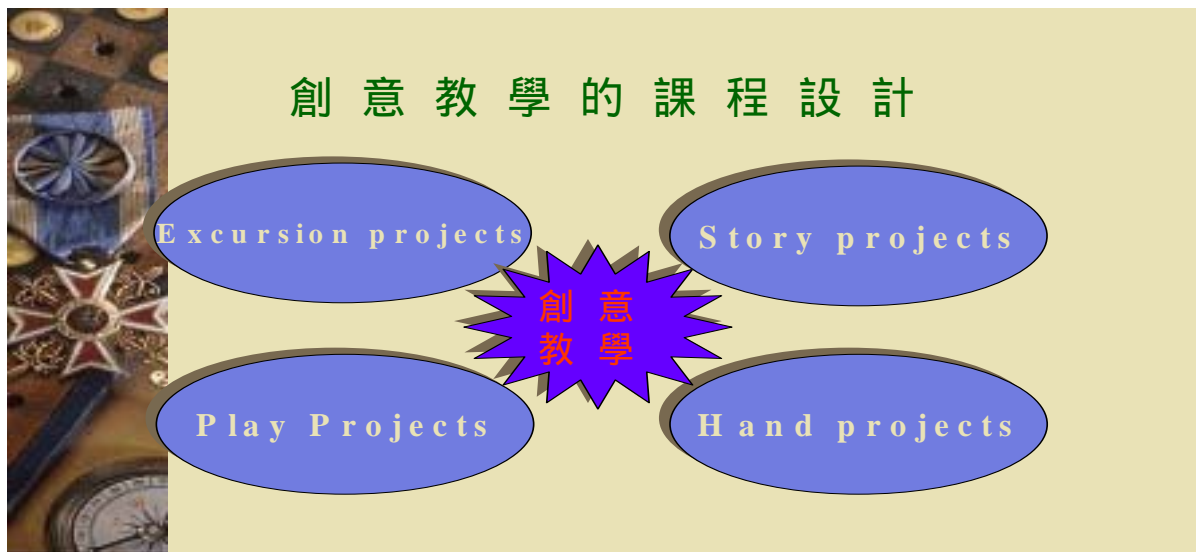 創意教學的課程設計
Excursion projects
Story projects
創意
教學
Play Projects
Hand projects